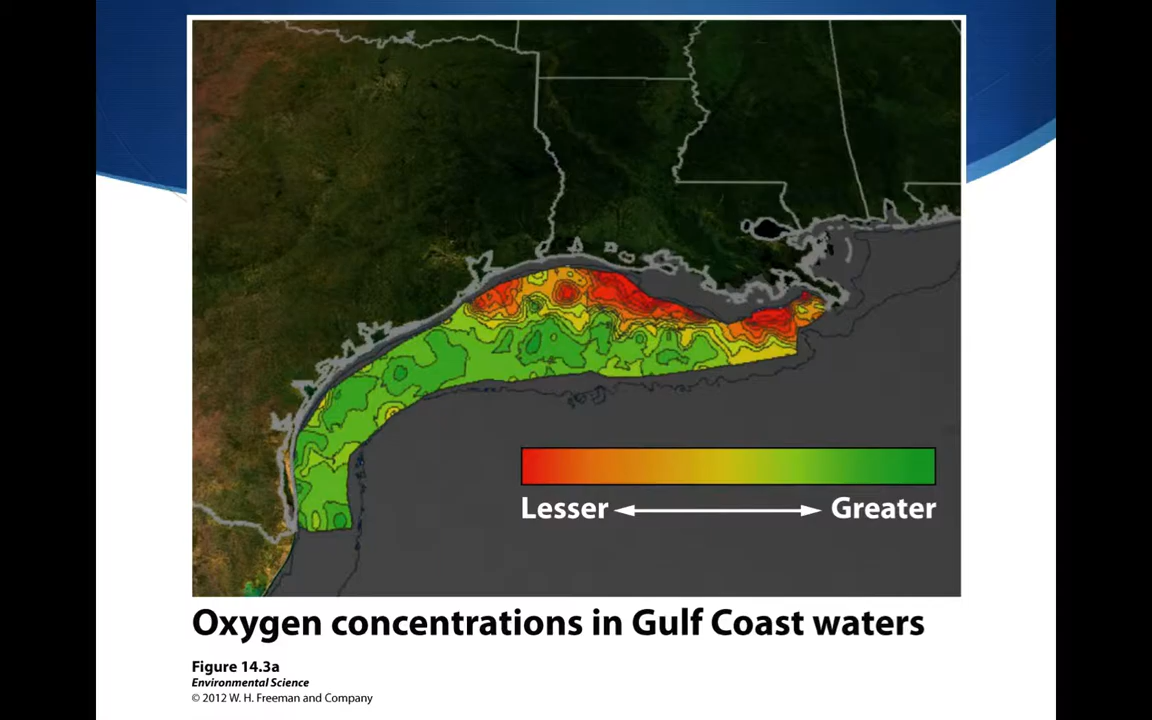 Lesser
Greater
Oxygen concentrations in Gulf Coast waters
Figure 14.3a
Environmental Science
© 2012 W. H. Freeman and Company